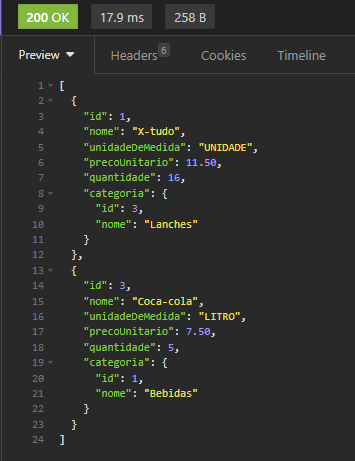 200 OK 17.9 ms 258 B
Preview Headers 6 Cookies Timeline
1 [
2 {
3 "id": 1,
4 "nome": "X-tudo",
5 "unidadeDeMedida": "UNIDADE",
6 "precoUnitario": 11.50,
7 "quantidade": 16,
8 "categoria": {
9 "id": 3,
10 "nome": "Lanches"
11 }
12 },
13 {
14 "id": 3,
15 "nome": "Coca-cola",
16 "unidadeDeMedida": "LITRO",
17 "precoUnitario": 7.50,
18 "quantidade": 5,
19 "categoria": {
20 "id": 1,
21 "nome": "Bebidas"
22 }
23 }
24 ]